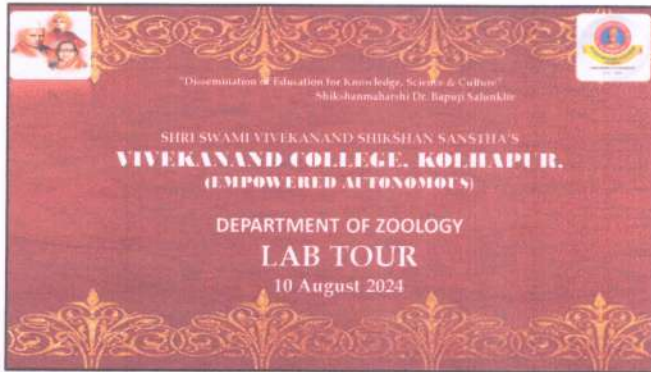 "Dissemination of Education for Knowledge, Science & Culture"
Shikshanmaharshi Dr. Bapuji Salunkhe
SHRI SWAMI VIVEKANAND SHIKSHAN SANSTHA'S
VIVEKANAND COLLEGE, KOLHAPUR.
(EMPOWERED AUTONOMOUS)
DEPARTMENT OF ZOOLOGY
LAB TOUR
10 August 2024